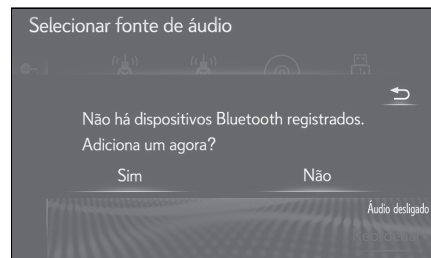 Selecionar fonte de áudio
Não há dispositivos Bluetooth registrados.
Adiciona um agora?
Sim Não
Áudio desligado